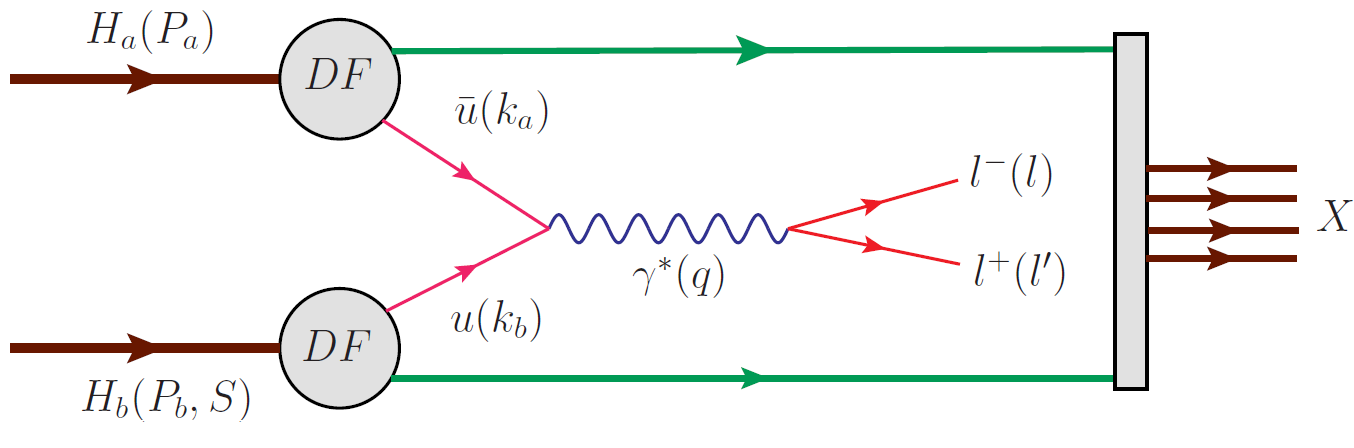 H_a(P_a)
DF
ū(k_a)
l^-(l)
X
γ*(q)
l^+(l′)
u(k_b)
DF
H_b(P_b, S)